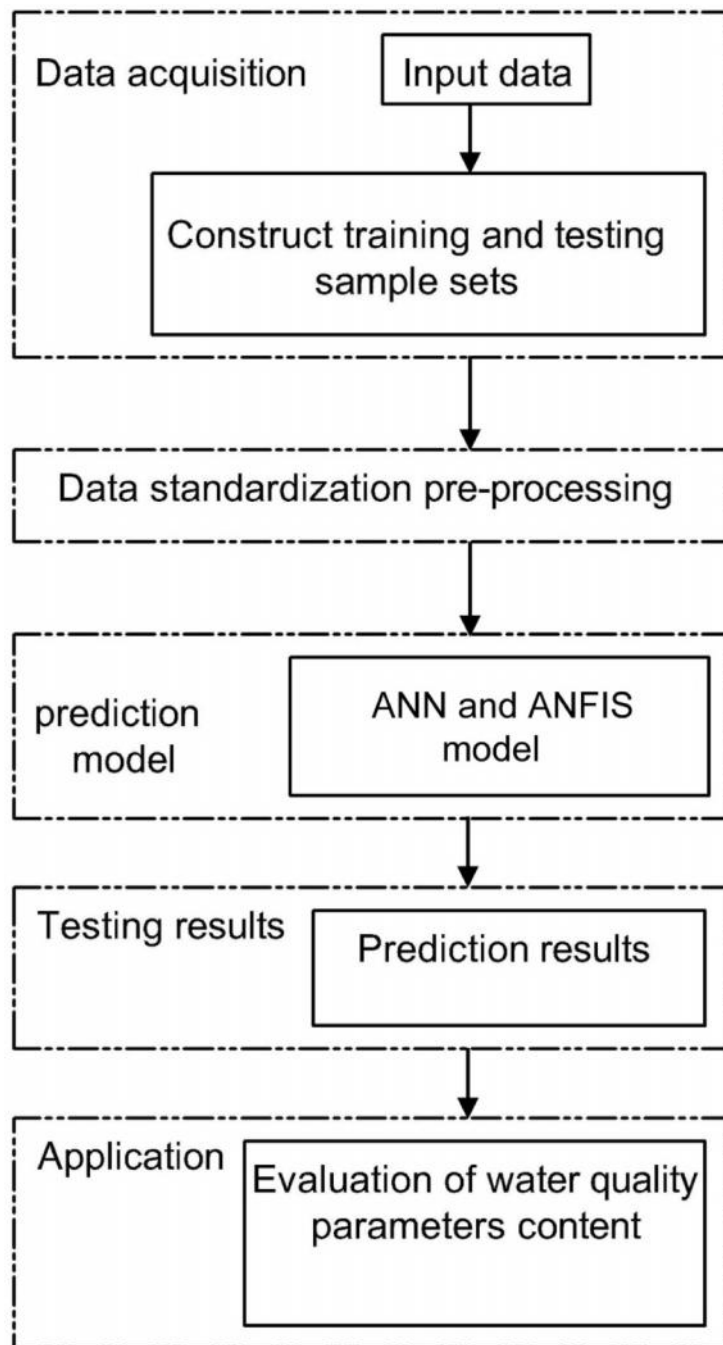 Data acquisition
Input data
Construct training and testing
sample sets
Data standardization pre-processing
prediction
model
ANN and ANFIS
model
Testing results
Prediction results
Application
Evaluation of water quality
parameters content